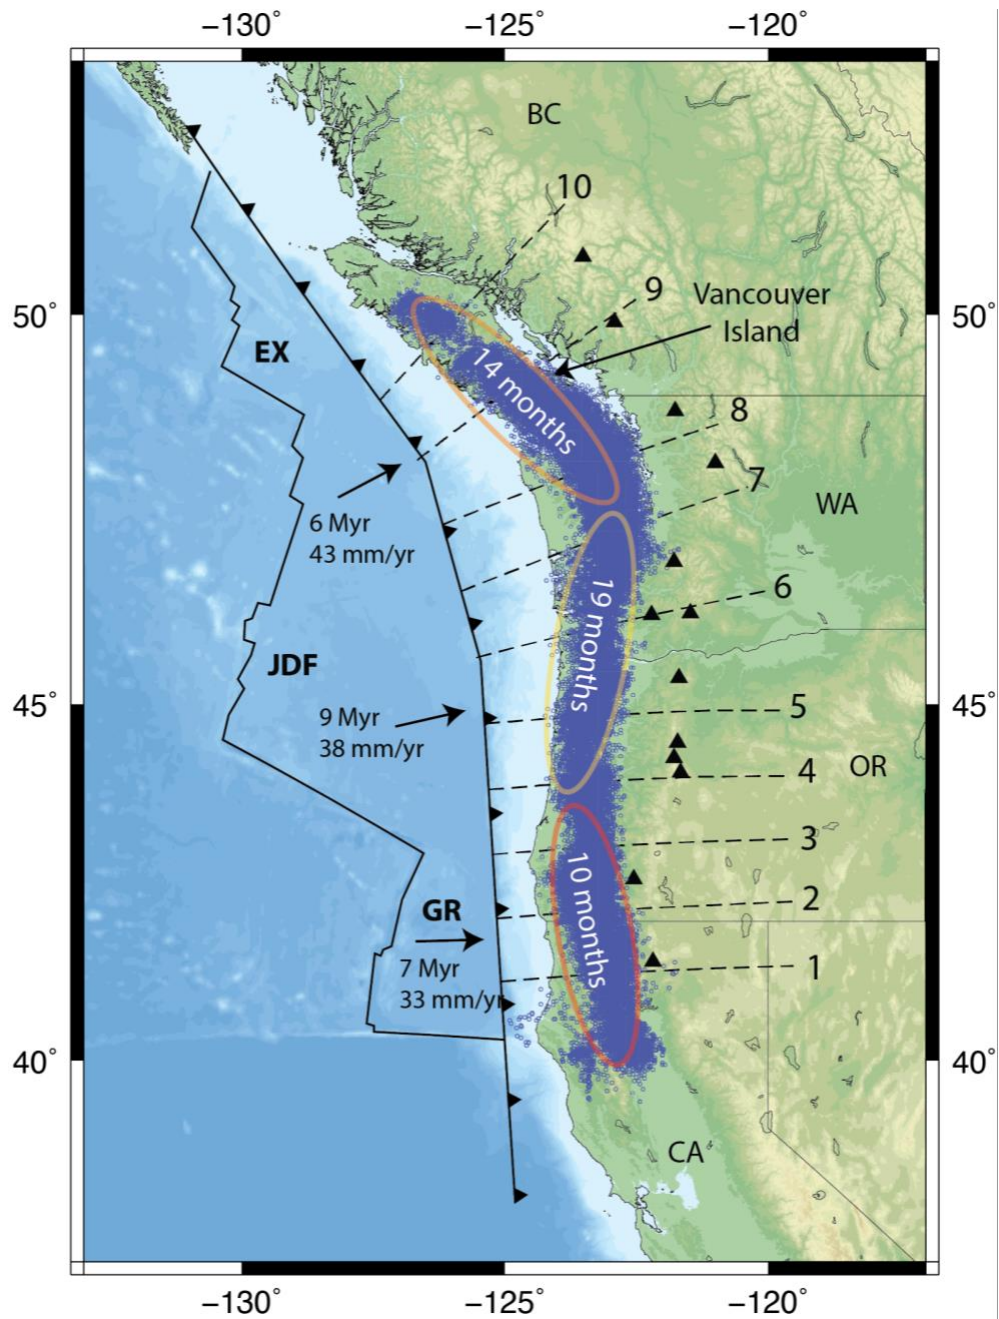 −130° −125° −120°
BC
10
9
Vancouver
Island
50° 50°
EX
14 months
8
7
WA
6 Myr
43 mm/yr
19 months
6
JDF
9 Myr
38 mm/yr
45° 45°
5
4
OR
3
10 months
2
GR
7 Myr
33 mm/yr
1
40° 40°
CA
−130° −125° −120°